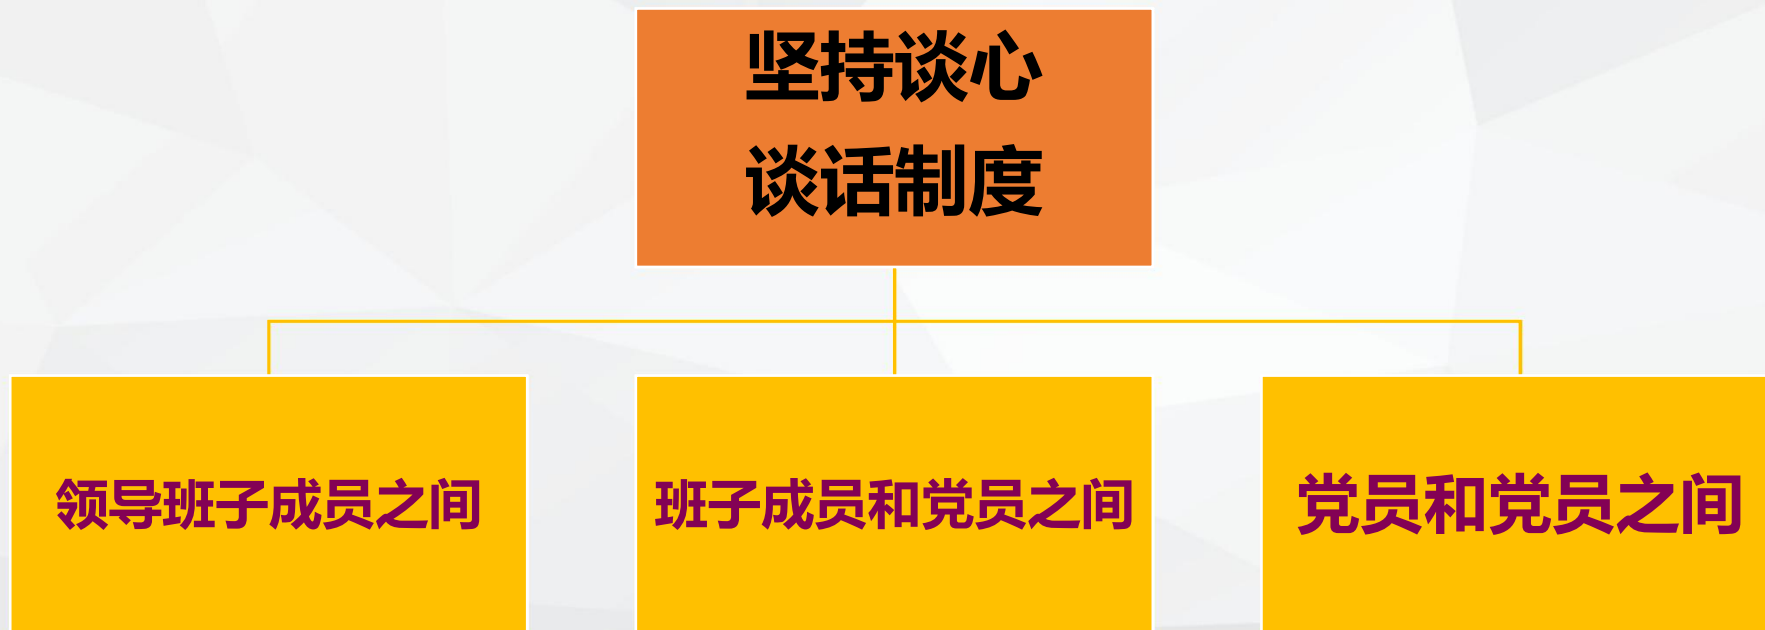 坚持谈心
谈话制度
领导班子成员之间
班子成员和党员之间
党员和党员之间